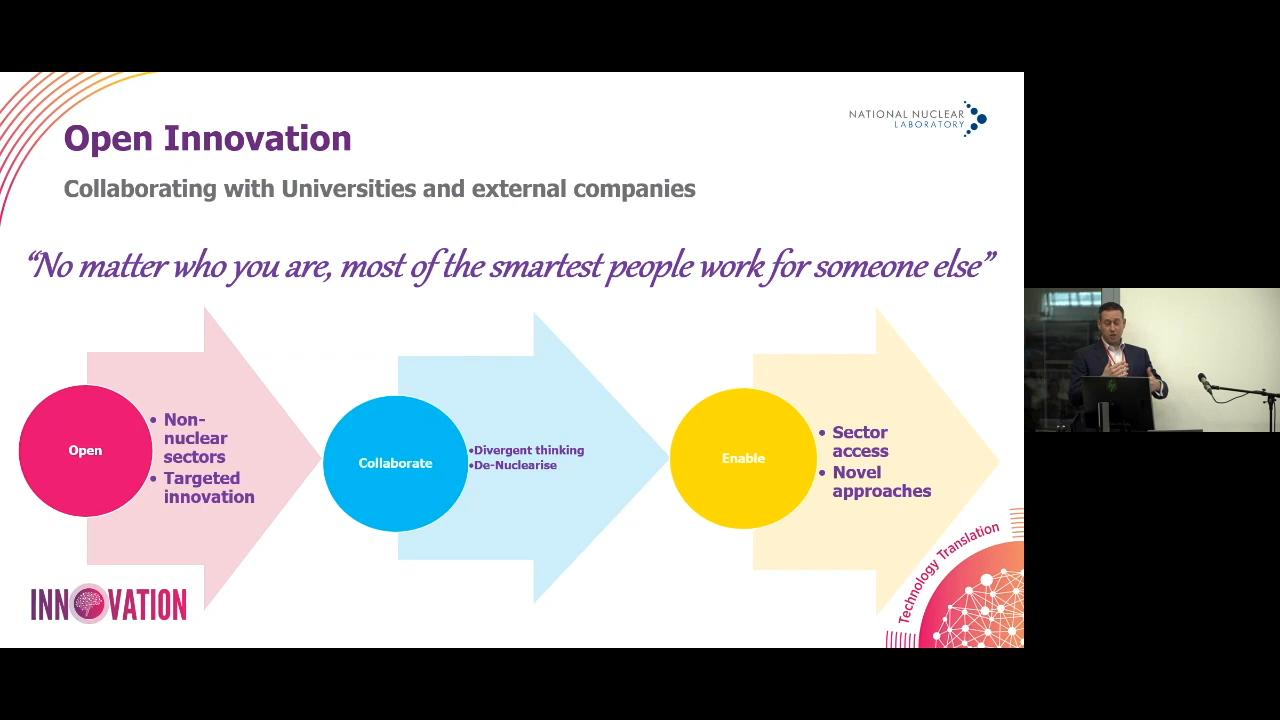 NATIONAL NUCLEAR
LABORATORY
Open Innovation
Collaborating with Universities and external companies
“No matter who you are, most of the smartest people work for someone else”
Open
• Non-
nuclear
sectors
• Targeted
innovation
Collaborate
•Divergent thinking
•De-Nuclearise
Enable
• Sector
access
• Novel
approaches
INNOVATION
Technology Translation